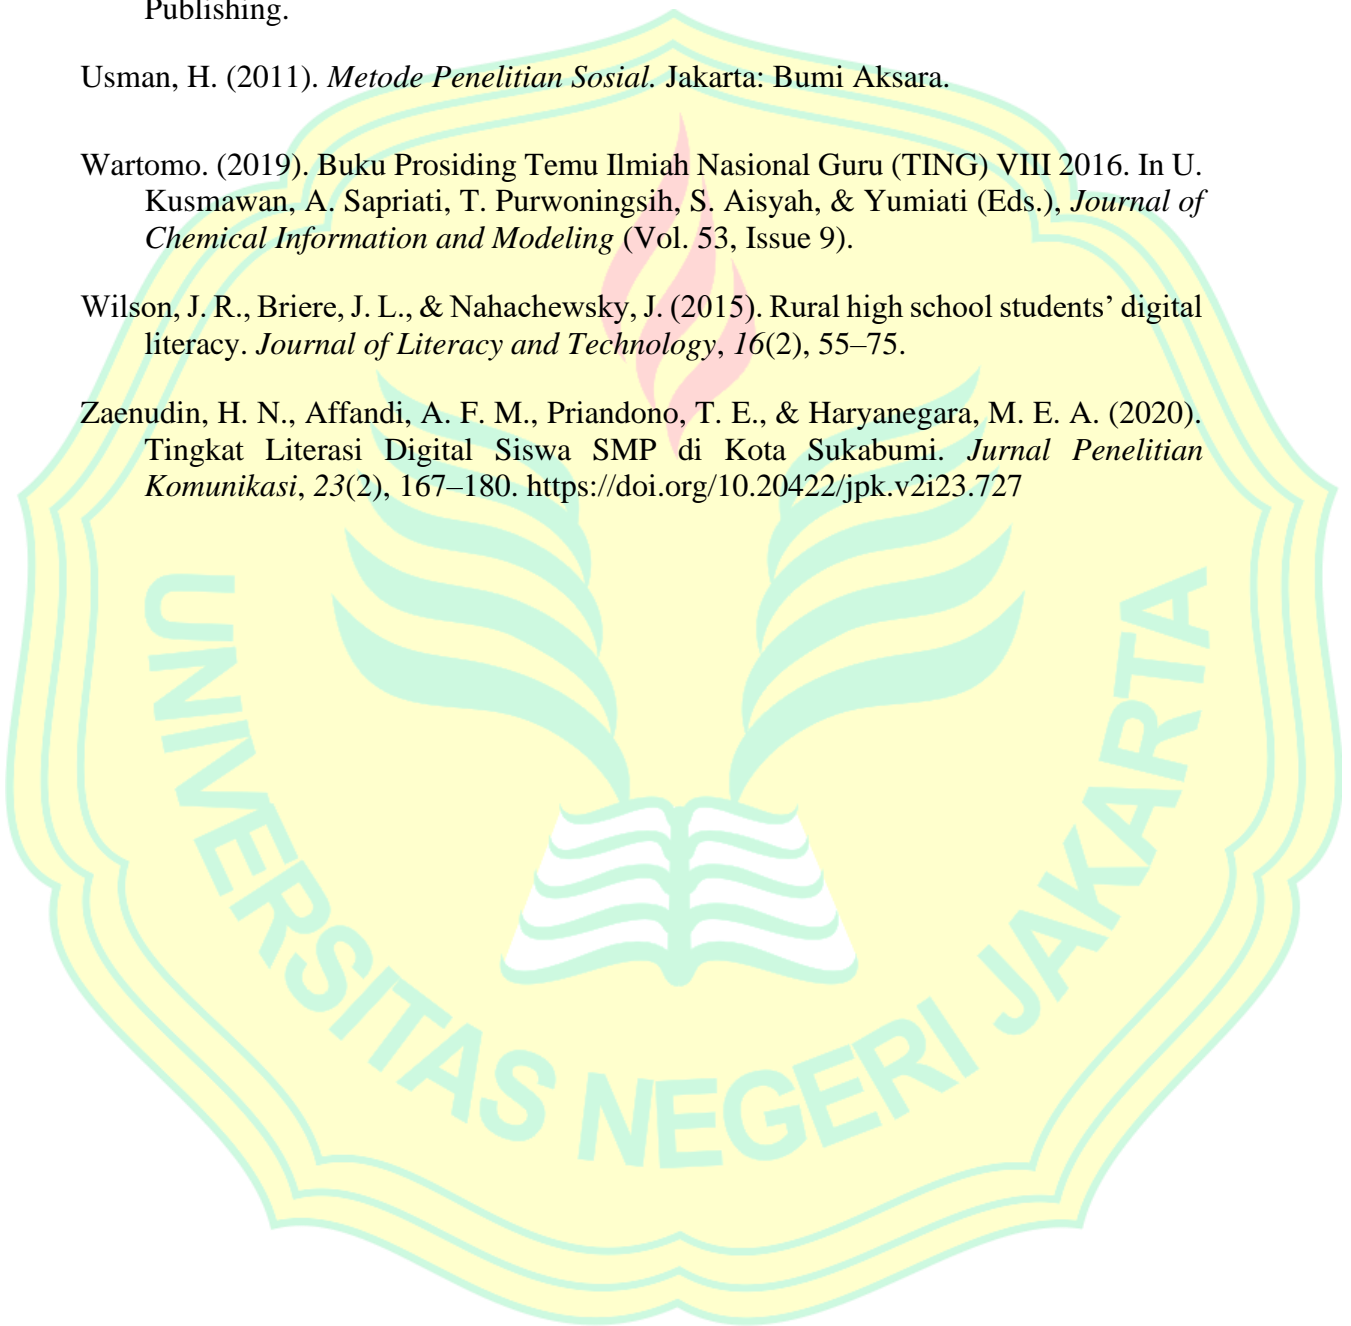 Publishing.
Usman, H. (2011). Metode Penelitian Sosial. Jakarta: Bumi Aksara.
Wartomo. (2019). Buku Prosiding Temu Ilmiah Nasional Guru (TING) VIII 2016. In U.
Kusmawan, A. Sapriati, T. Purwoningsih, S. Aisyah, & Yumiati (Eds.), Journal of
Chemical Information and Modeling (Vol. 53, Issue 9).
Wilson, J. R., Briere, J. L., & Nahachewsky, J. (2015). Rural high school students’ digital
literacy. Journal of Literacy and Technology, 16(2), 55–75.
Zaenudin, H. N., Affandi, A. F. M., Priandono, T. E., & Haryanegara, M. E. A. (2020).
Tingkat Literasi Digital Siswa SMP di Kota Sukabumi. Jurnal Penelitian
Komunikasi, 23(2), 167–180. https://doi.org/10.20422/jpk.v2i23.727
UNIVERSITAS NEGERI JAKARTA